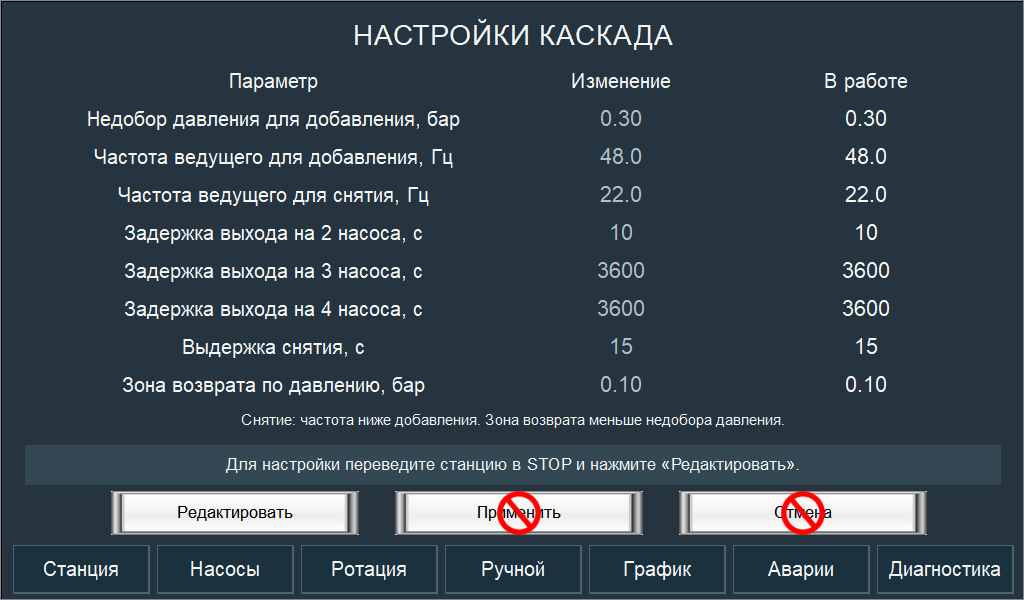 НАСТРОЙКИ КАСКАДА
Параметр Изменение В работе
Недобор давления для добавления, бар 0.30 0.30
Частота ведущего для добавления, Гц 48.0 48.0
Частота ведущего для снятия, Гц 22.0 22.0
Задержка выхода на 2 насоса, с 10 10
Задержка выхода на 3 насоса, с 3600 3600
Задержка выхода на 4 насоса, с 3600 3600
Выдержка снятия, с 15 15
Зона возврата по давлению, бар 0.10 0.10
Снятие: частота ниже добавления. Зона возврата меньше недобора давления.
Для настройки переведите станцию в STOP и нажмите «Редактировать».
Редактировать Применить Отмена
Станция Насосы Ротация Ручной График Аварии Диагностика